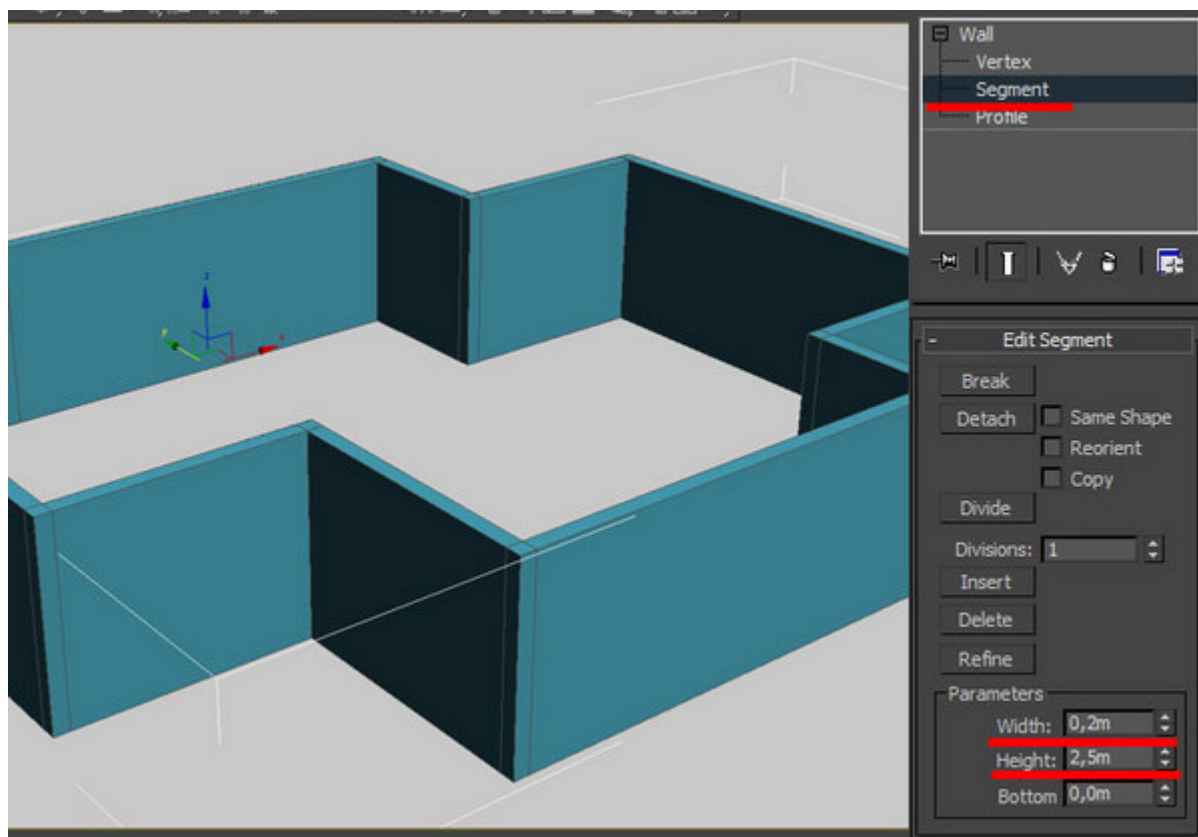 Wall
Vertex
Segment
Profile
- Edit Segment
Break
Detach Same Shape
Reorient
Copy
Divide
Divisions: 1
Insert
Delete
Refine
Parameters
Width: 0,2m
Height: 2,5m
Bottom 0,0m
z
x
y